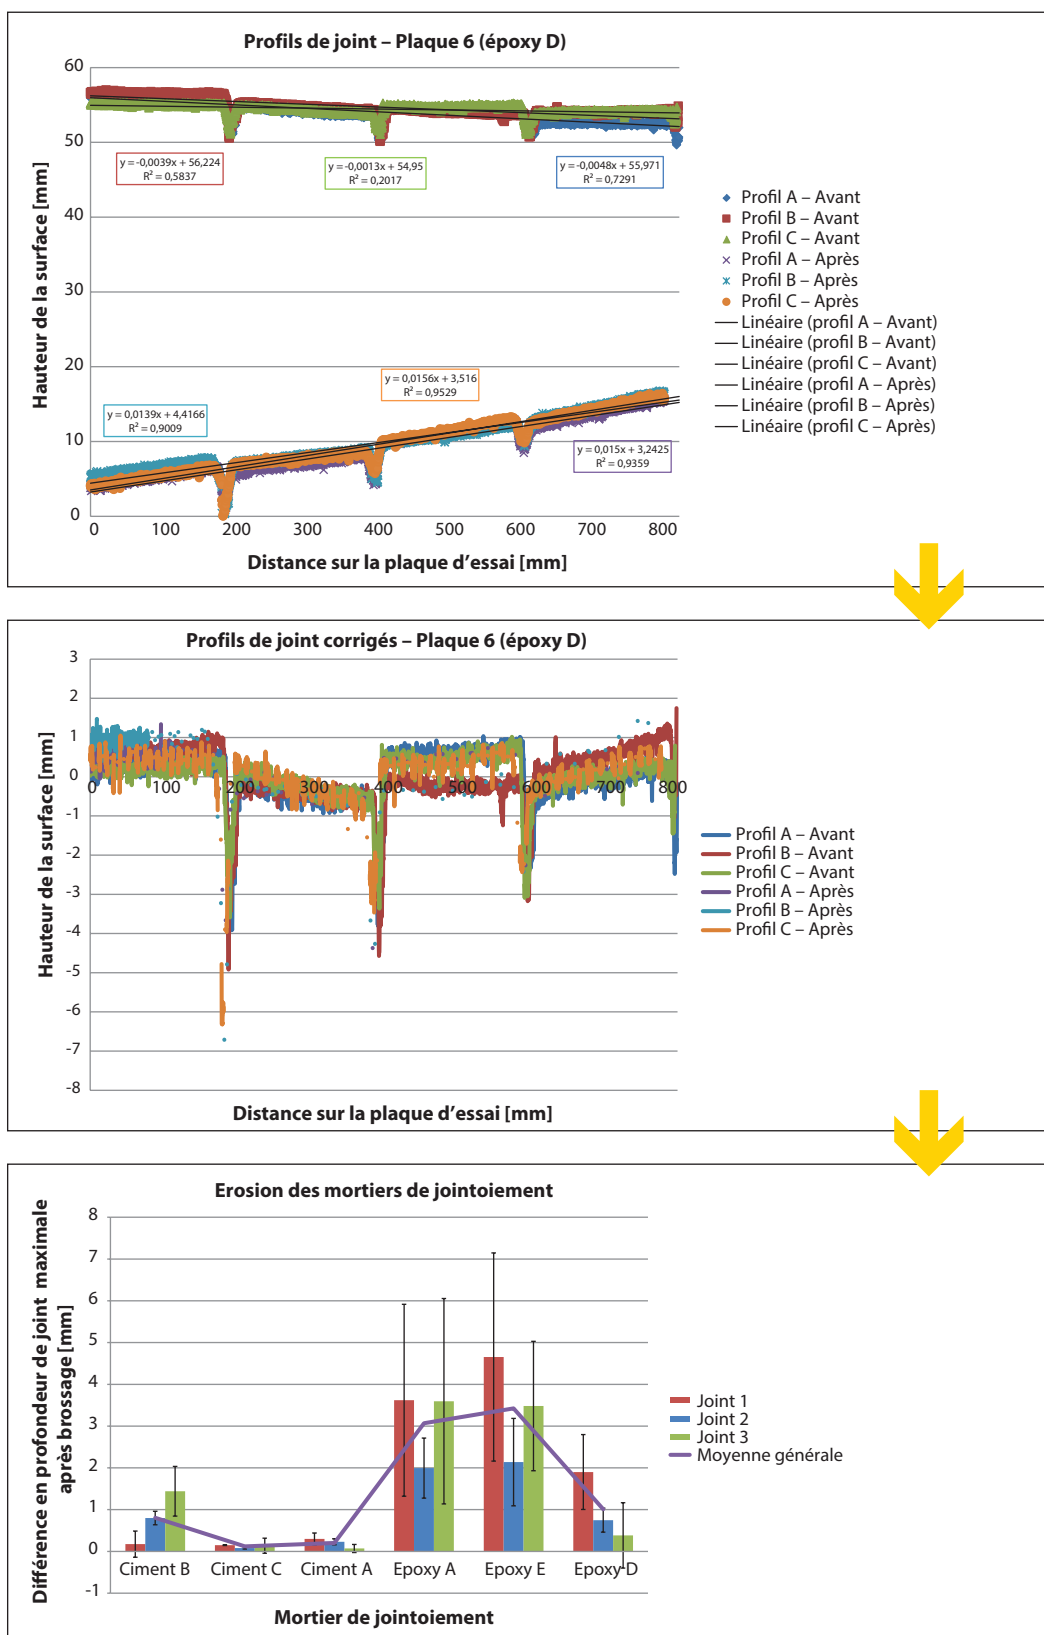 Profils de joint – Plaque 6 (époxy D)
Hauteur de la surface [mm]
60
50
40
30
20
10
0
y = -0,0039x + 56,224
R² = 0,5837
y = -0,0013x + 54,95
R² = 0,2017
y = -0,0048x + 55,971
R² = 0,7291
y = 0,0139x + 4,4166
R² = 0,9009
y = 0,0156x + 3,516
R² = 0,9529
y = 0,015x + 3,2425
R² = 0,9359
0 100 200 300 400 500 600 700 800
Distance sur la plaque d'essai [mm]
Profil A – Avant
Profil B – Avant
Profil C – Avant
Profil A – Après
Profil B – Après
Profil C – Après
Linéaire (profil A – Avant)
Linéaire (profil B – Avant)
Linéaire (profil C – Avant)
Linéaire (profil A – Après)
Linéaire (profil B – Après)
Linéaire (profil C – Après)
Profils de joint corrigés – Plaque 6 (époxy D)
Hauteur de la surface [mm]
3
2
1
0
-1
-2
-3
-4
-5
-6
-7
-8
0 100 200 300 400 500 600 700 800
Distance sur la plaque d'essai [mm]
Profil A – Avant
Profil B – Avant
Profil C – Avant
Profil A – Après
Profil B – Après
Profil C – Après
Erosion des mortiers de jointoiement
Différence en profondeur de joint maximale
après brossage [mm]
8
7
6
5
4
3
2
1
0
-1
Ciment B Ciment C Ciment A Epoxy A Epoxy E Epoxy D
Mortier de jointoiement
Joint 1
Joint 2
Joint 3
Moyenne générale